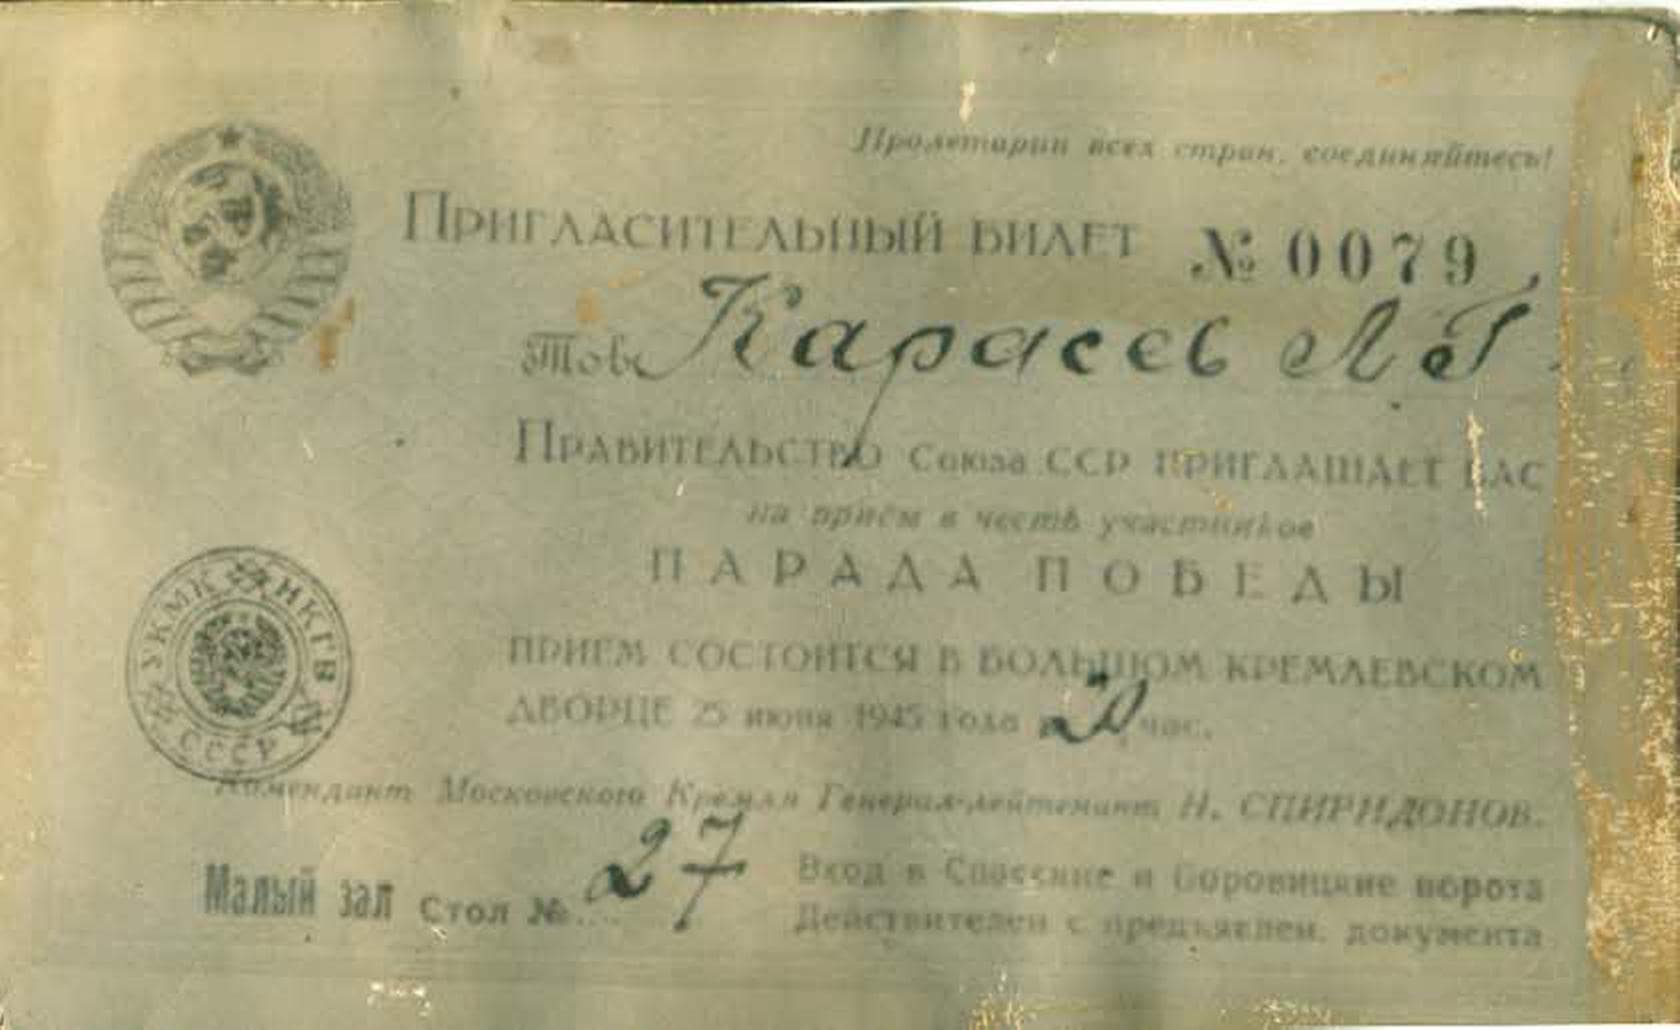 Пролетарии всех стран, соединяйтесь!
ПРИГЛАСИТЕЛЬНЫЙ БИЛЕТ № 0079
Тов. Карасев А. Г.
ПРАВИТЕЛЬСТВО Союза ССР ПРИГЛАШАЕТ ВАС
на прием в честь участников
ПАРАДА ПОБЕДЫ
ПРИЕМ СОСТОИТСЯ В БОЛЬШОМ КРЕМЛЕВСКОМ
ДВОРЦЕ 25 июня 1945 года в 20 час.
УКМК НКГБ СССР
Комендант Московского Кремля Генерал-лейтенант Н. СПИРИДОНОВ.
Малый зал Стол № 27
Вход в Спасские и Боровицкие ворота
Действителен с предъявлен. документа